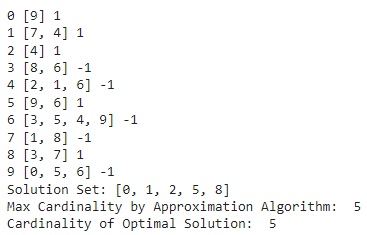 0 [9] 1
1 [7, 4] 1
2 [4] 1
3 [8, 6] -1
4 [2, 1, 6] -1
5 [9, 6] 1
6 [3, 5, 4, 9] -1
7 [1, 8] -1
8 [3, 7] 1
9 [0, 5, 6] -1
Solution Set: [0, 1, 2, 5, 8]
Max Cardinality by Approximation Algorithm:  5
Cardinality of Optimal Solution:  5